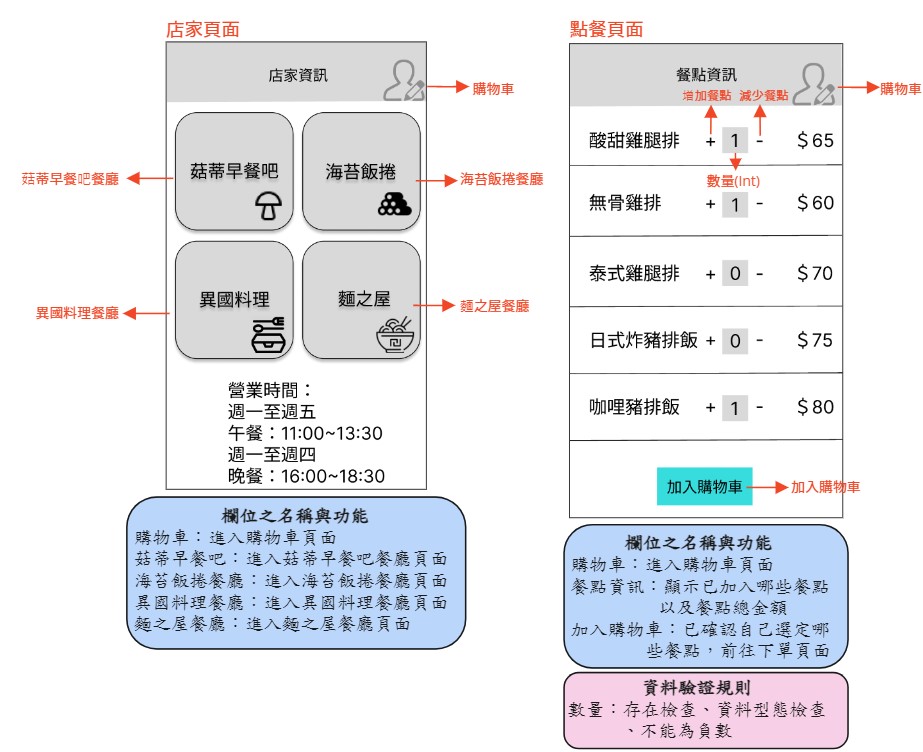 店家頁面
店家資訊
購物車
菇蒂早餐吧
海苔飯捲
菇蒂早餐吧餐廳
海苔飯捲餐廳
異國料理
麵之屋
異國料理餐廳
麵之屋餐廳
營業時間：
週一至週五
午餐：11:00~13:30
週一至週四
晚餐：16:00~18:30
欄位之名稱與功能
購物車：進入購物車頁面
菇蒂早餐吧：進入菇蒂早餐吧餐廳頁面
海苔飯捲餐廳：進入海苔飯捲餐廳頁面
異國料理餐廳：進入異國料理餐廳頁面
麵之屋餐廳：進入麵之屋餐廳頁面
點餐頁面
餐點資訊
購物車
增加餐點 減少餐點
酸甜雞腿排 + 1 - $65
數量(Int)
無骨雞排 + 1 - $60
泰式雞腿排 + 0 - $70
日式炸豬排飯 + 0 - $75
咖哩豬排飯 + 1 - $80
加入購物車
加入購物車
欄位之名稱與功能
購物車：進入購物車頁面
餐點資訊：顯示已加入哪些餐點
以及餐點總金額
加入購物車：已確認自己選定哪
些餐點，前往下單頁面
資料驗證規則
數量：存在檢查、資料型態檢查
、不能為負數